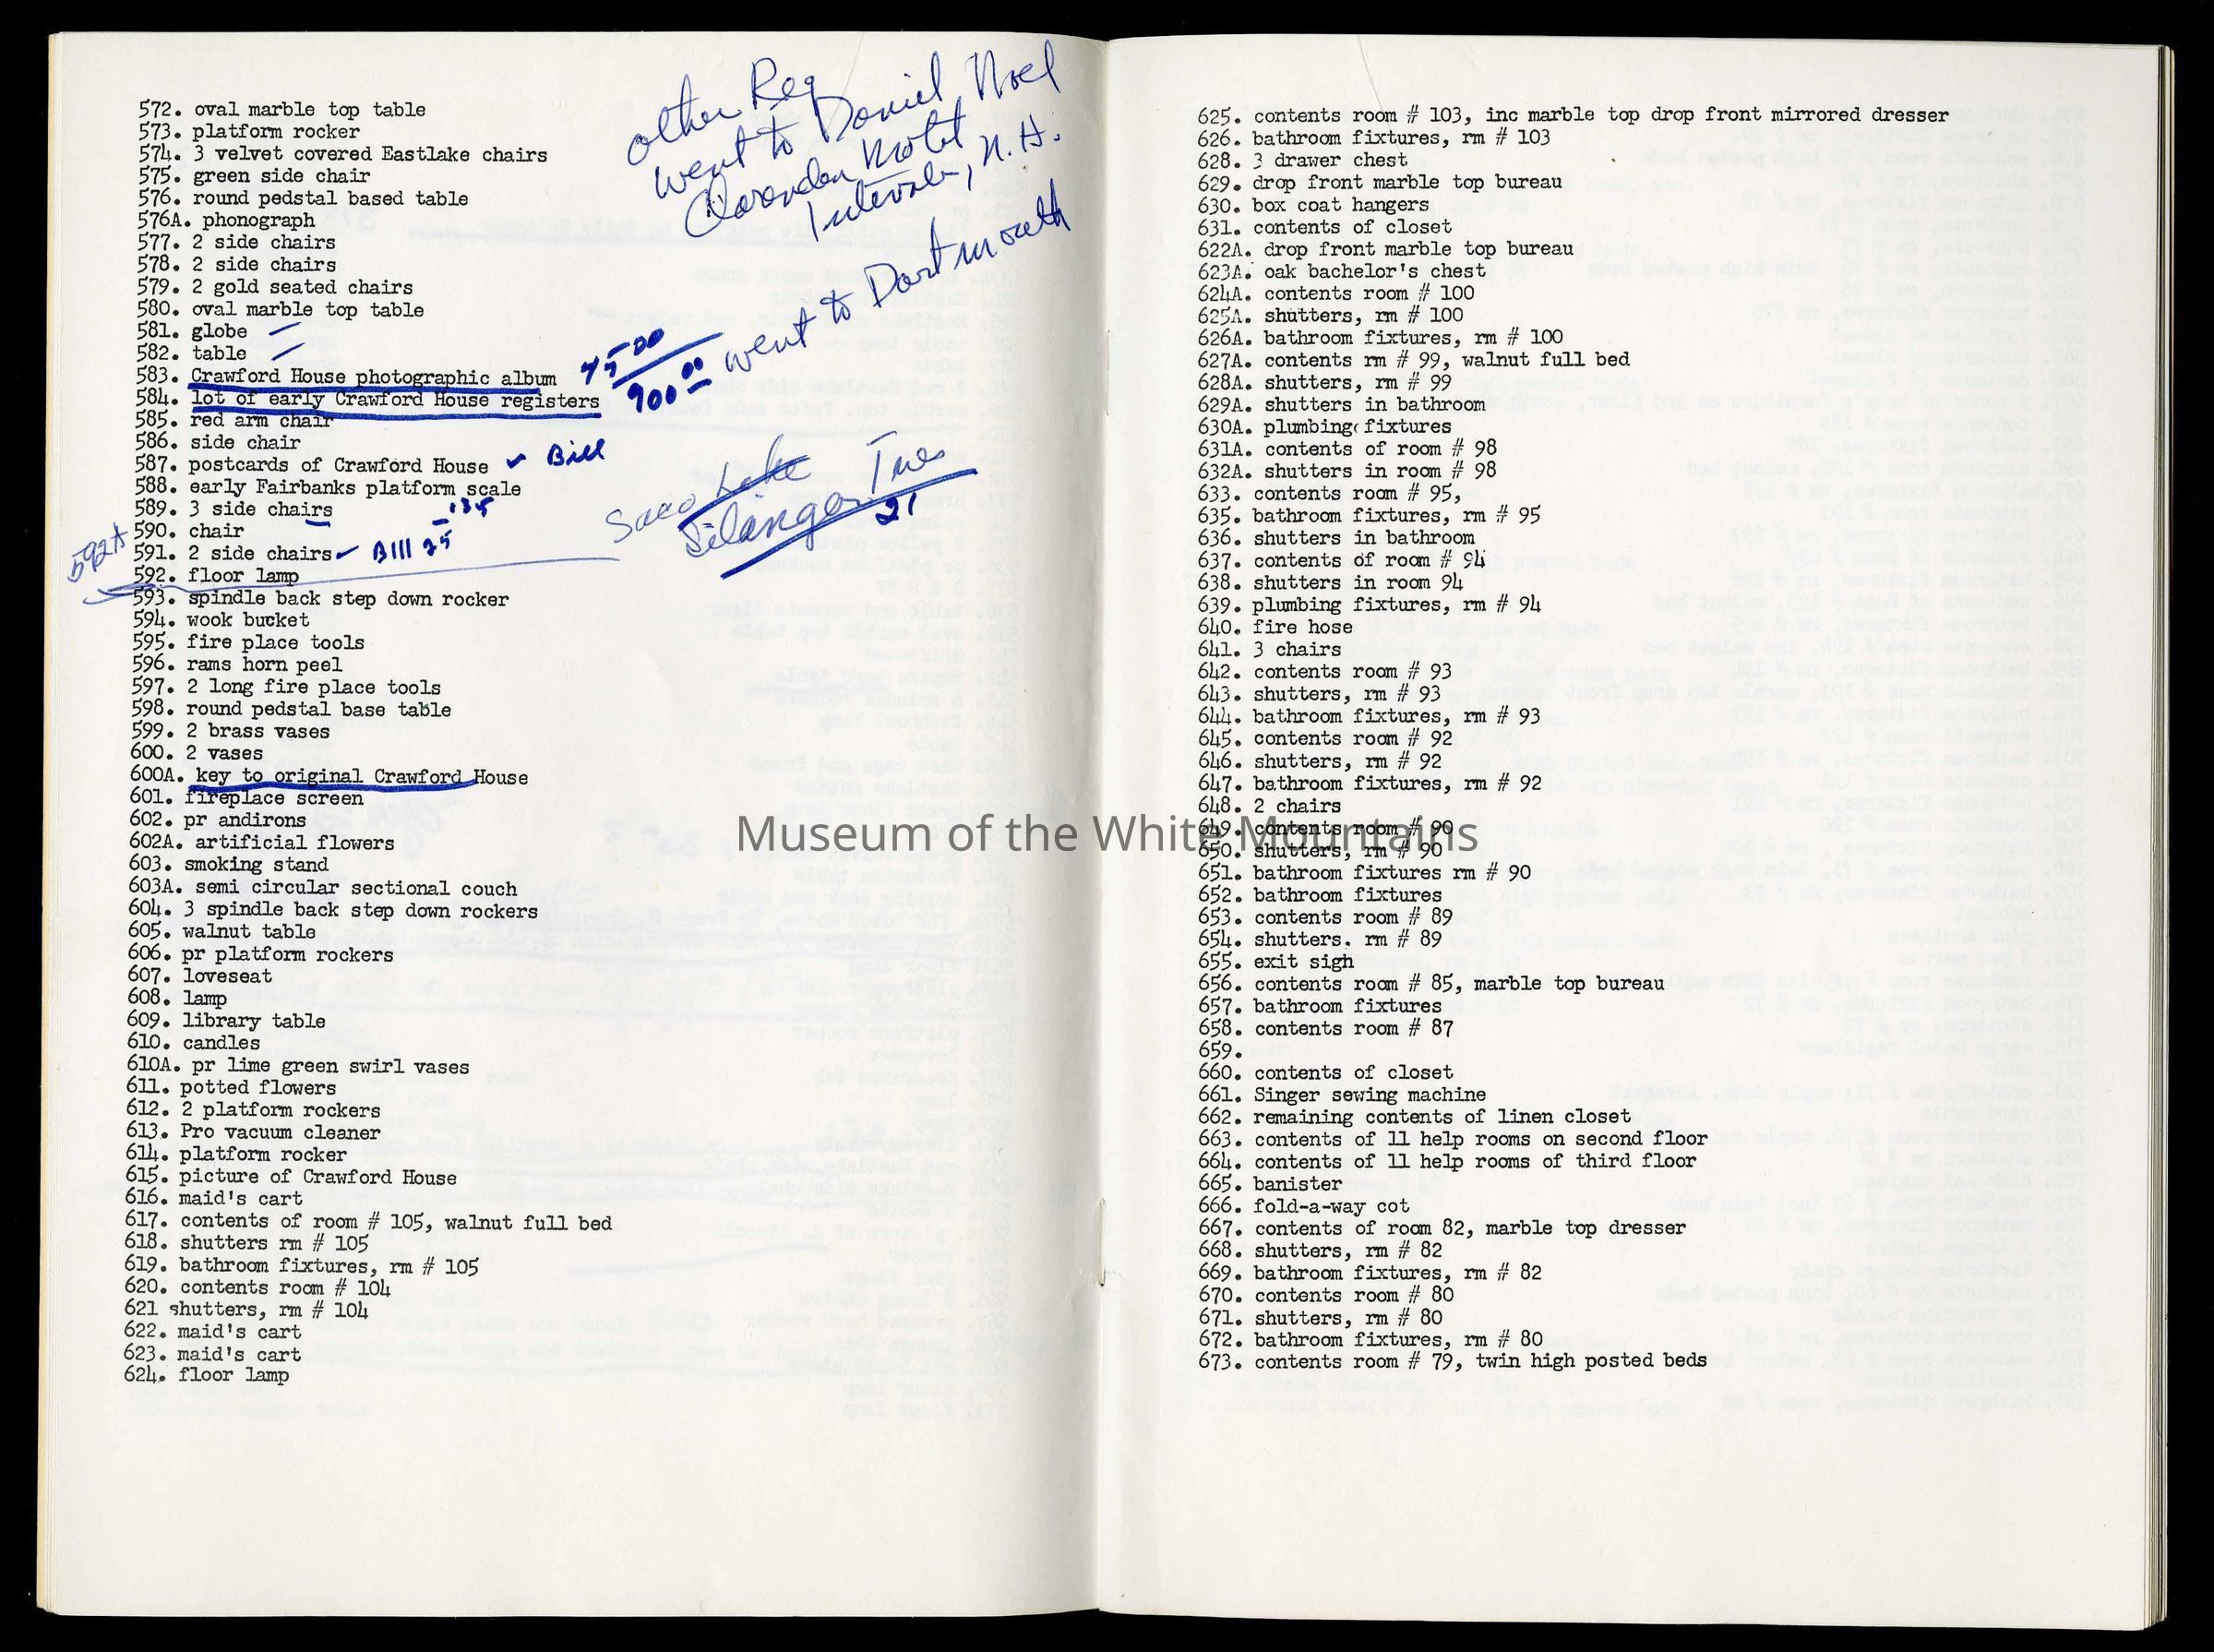 other Reg
went to Daniel Noel
Clarendon Motel
Intervale, N.H.
572. oval marble top table
573. platform rocker
574. 3 velvet covered Eastlake chairs
575. green side chair
576. round pedstal based table
576A. phonograph
577. 2 side chairs
578. 2 side chairs
579. 2 gold seated chairs
580. oval marble top table
581. globe
582. table
583. Crawford House photographic album 75 00
584. lot of early Crawford House registers 900 00 went to Dartmouth
585. red arm chair
586. side chair
587. postcards of Crawford House ✓ Bill
588. early Fairbanks platform scale
589. 3 side chairs
590. chair
591. 2 side chairs ✓ Bill 25
592A
592. floor lamp
Saco Lake
21
593. spindle back step down rocker
594. wook bucket
595. fire place tools
596. rams horn peel
597. 2 long fire place tools
598. round pedstal base table
599. 2 brass vases
600. 2 vases
600A. key to original Crawford House
601. fireplace screen
602. pr andirons
602A. artificial flowers
603. smoking stand
603A. semi circular sectional couch
604. 3 spindle back step down rockers
605. walnut table
606. pr platform rockers
607. loveseat
608. lamp
609. library table
610. candles
610A. pr lime green swirl vases
611. potted flowers
612. 2 platform rockers
613. Pro vacuum cleaner
614. platform rocker
615. picture of Crawford House
616. maid's cart
617. contents of room # 105, walnut full bed
618. shutters rm # 105
619. bathroom fixtures, rm # 105
620. contents room # 104
621 shutters, rm # 104
622. maid's cart
623. maid's cart
624. floor lamp
625. contents room # 103, inc marble top drop front mirrored dresser
626. bathroom fixtures, rm # 103
628. 3 drawer chest
629. drop front marble top bureau
630. box coat hangers
631. contents of closet
622A. drop front marble top bureau
623A. oak bachelor's chest
624A. contents room # 100
625A. shutters, rm # 100
626A. bathroom fixtures, rm # 100
627A. contents rm # 99, walnut full bed
628A. shutters, rm # 99
629A. shutters in bathroom
630A. plumbing fixtures
631A. contents of room # 98
632A. shutters in room # 98
633. contents room # 95,
635. bathroom fixtures, rm # 95
636. shutters in bathroom
637. contents of room # 94
638. shutters in room 94
639. plumbing fixtures, rm # 94
640. fire hose
641. 3 chairs
642. contents room # 93
643. shutters, rm # 93
644. bathroom fixtures, rm # 93
645. contents room # 92
646. shutters, rm # 92
647. bathroom fixtures, rm # 92
648. 2 chairs
649. contents room # 90
Museum of the White Mountains
650. shutters, rm # 90
651. bathroom fixtures rm # 90
652. bathroom fixtures
653. contents room # 89
654. shutters. rm # 89
655. exit sigh
656. contents room # 85, marble top bureau
657. bathroom fixtures
658. contents room # 87
659.
660. contents of closet
661. Singer sewing machine
662. remaining contents of linen closet
663. contents of 11 help rooms on second floor
664. contents of 11 help rooms of third floor
665. banister
666. fold-a-way cot
667. contents of room 82, marble top dresser
668. shutters, rm # 82
669. bathroom fixtures, rm # 82
670. contents room # 80
671. shutters, rm # 80
672. bathroom fixtures, rm # 80
673. contents room # 79, twin high posted beds